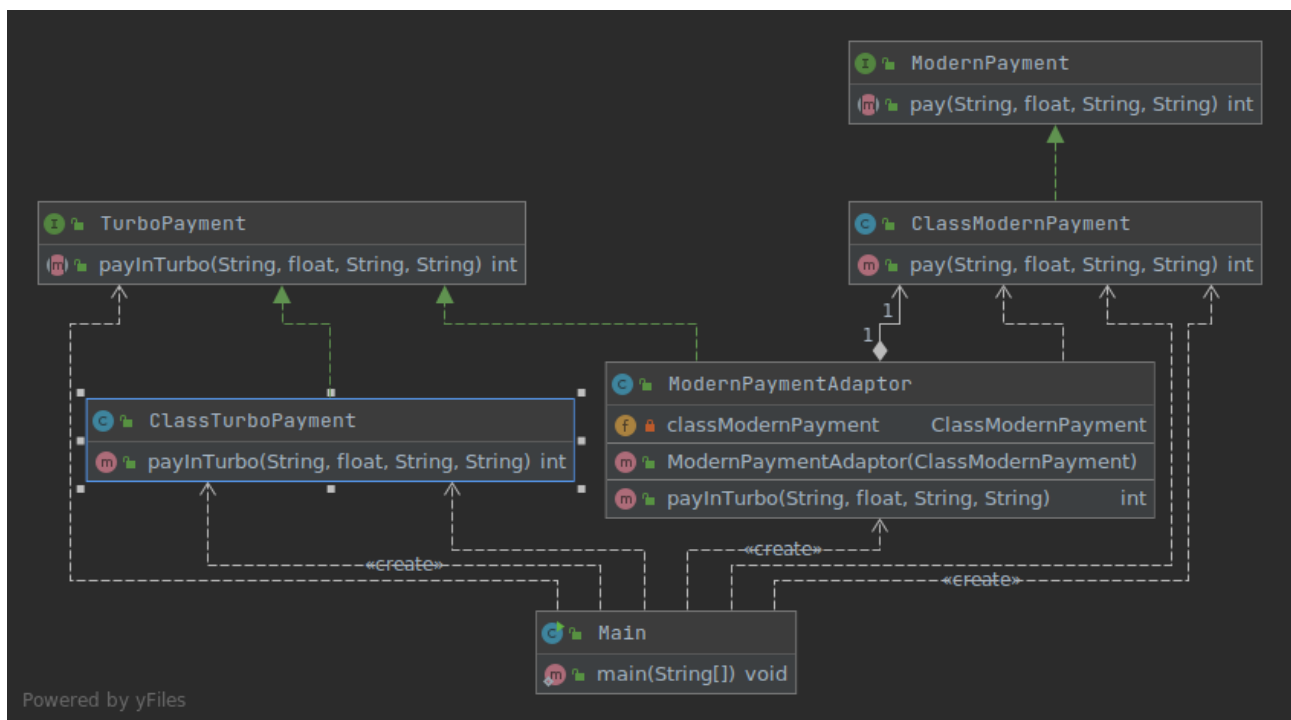 ModernPayment
pay(String, float, String, String) int
TurboPayment
payInTurbo(String, float, String, String) int
ClassModernPayment
pay(String, float, String, String) int
1
1
ModernPaymentAdaptor
classModernPayment ClassModernPayment
ModernPaymentAdaptor(ClassModernPayment)
payInTurbo(String, float, String, String) int
ClassTurboPayment
payInTurbo(String, float, String, String) int
«create»
«create»
«create»
Main
main(String[]) void
Powered by yFiles